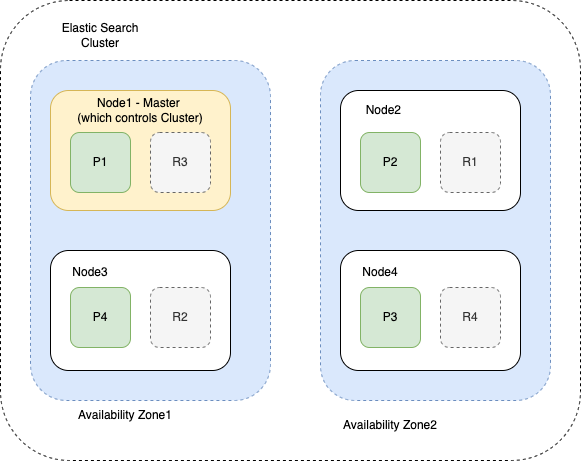 Elastic Search
Cluster
Node1 - Master
(which controls Cluster)
P1
R3
Node2
P2
R1
Node3
P4
R2
Node4
P3
R4
Availability Zone1
Availability Zone2